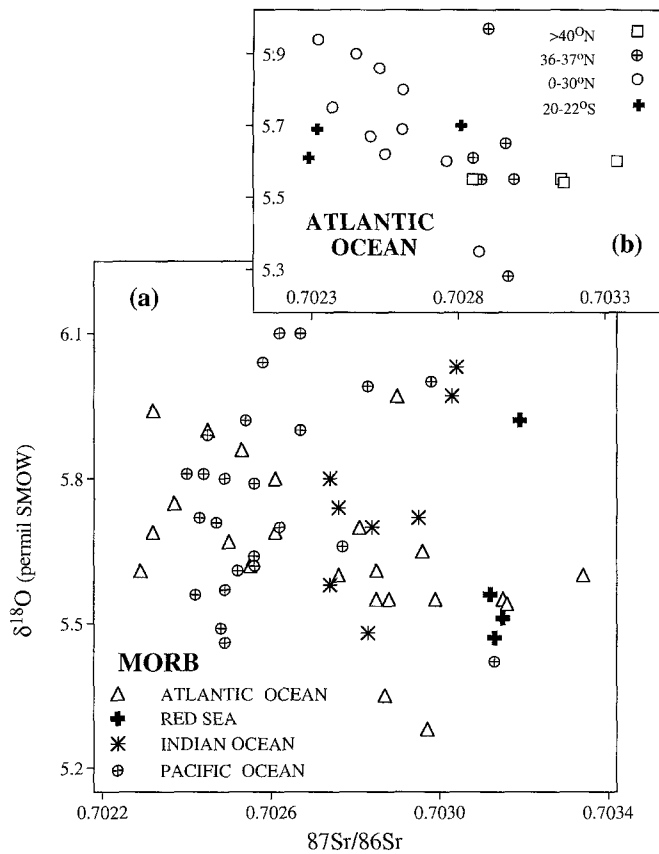 5.9
5.7
5.5
5.3
>40°N
36-37°N
0-30°N
20-22°S
ATLANTIC
OCEAN
(b)
0.7023
0.7028
0.7033
(a)
6.1
5.8
5.5
5.2
δ18O (permil SMOW)
MORB
ATLANTIC OCEAN
RED SEA
INDIAN OCEAN
PACIFIC OCEAN
0.7022
0.7026
0.7030
0.7034
87Sr/86Sr